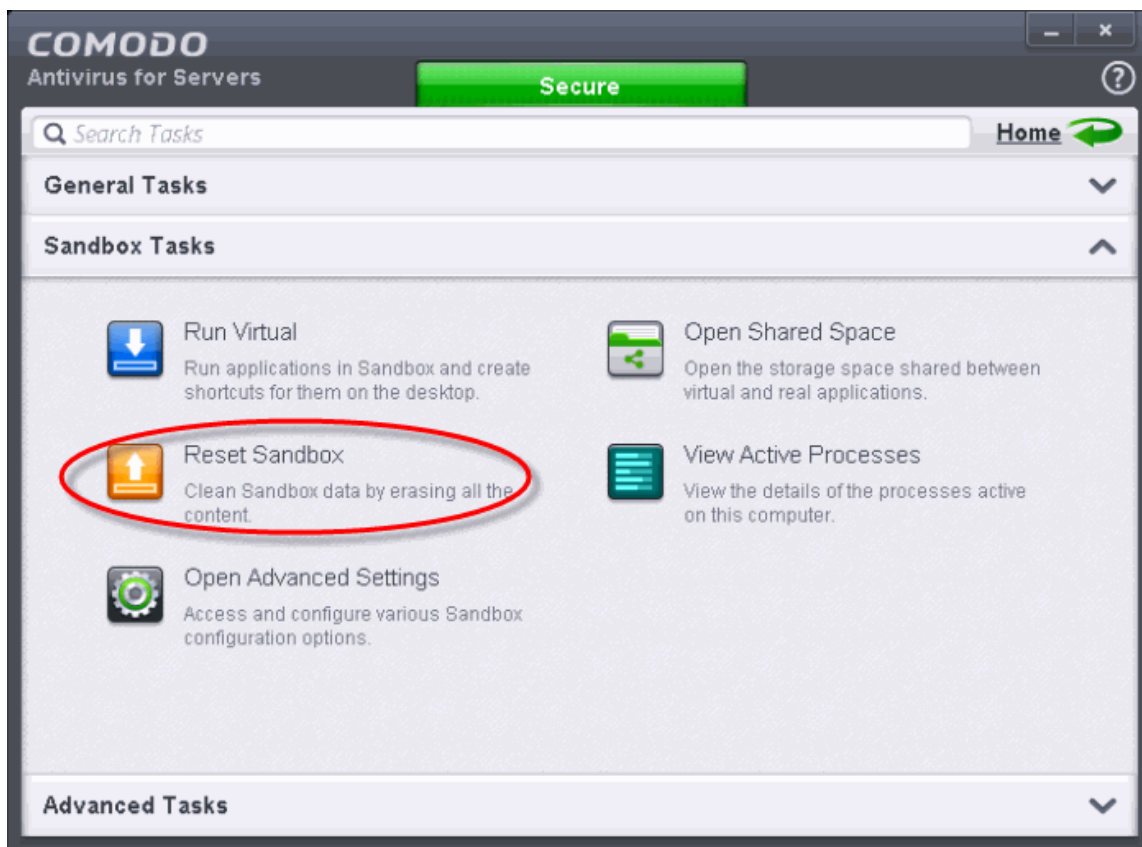 COMODO
Antivirus for Servers
Secure
?
Search Tasks
Home
General Tasks
Sandbox Tasks
Run Virtual
Run applications in Sandbox and create
shortcuts for them on the desktop.
Open Shared Space
Open the storage space shared between
virtual and real applications.
Reset Sandbox
Clean Sandbox data by erasing all the
content.
View Active Processes
View the details of the processes active
on this computer.
Open Advanced Settings
Access and configure various Sandbox
configuration options.
Advanced Tasks